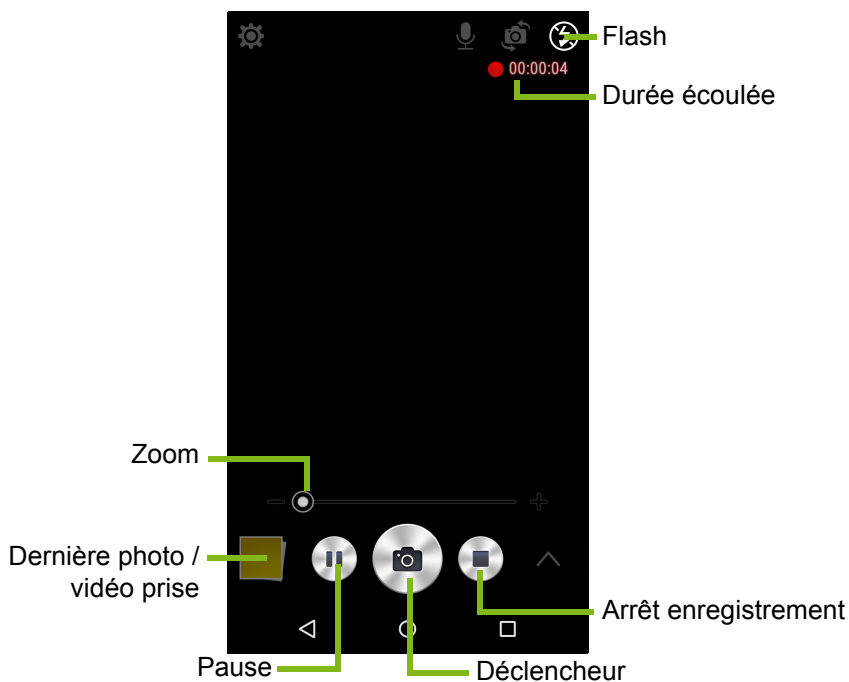 Flash
00:00:04
Durée écoulée
Zoom
Dernière photo /
vidéo prise
Arrêt enregistrement
Pause
Déclencheur